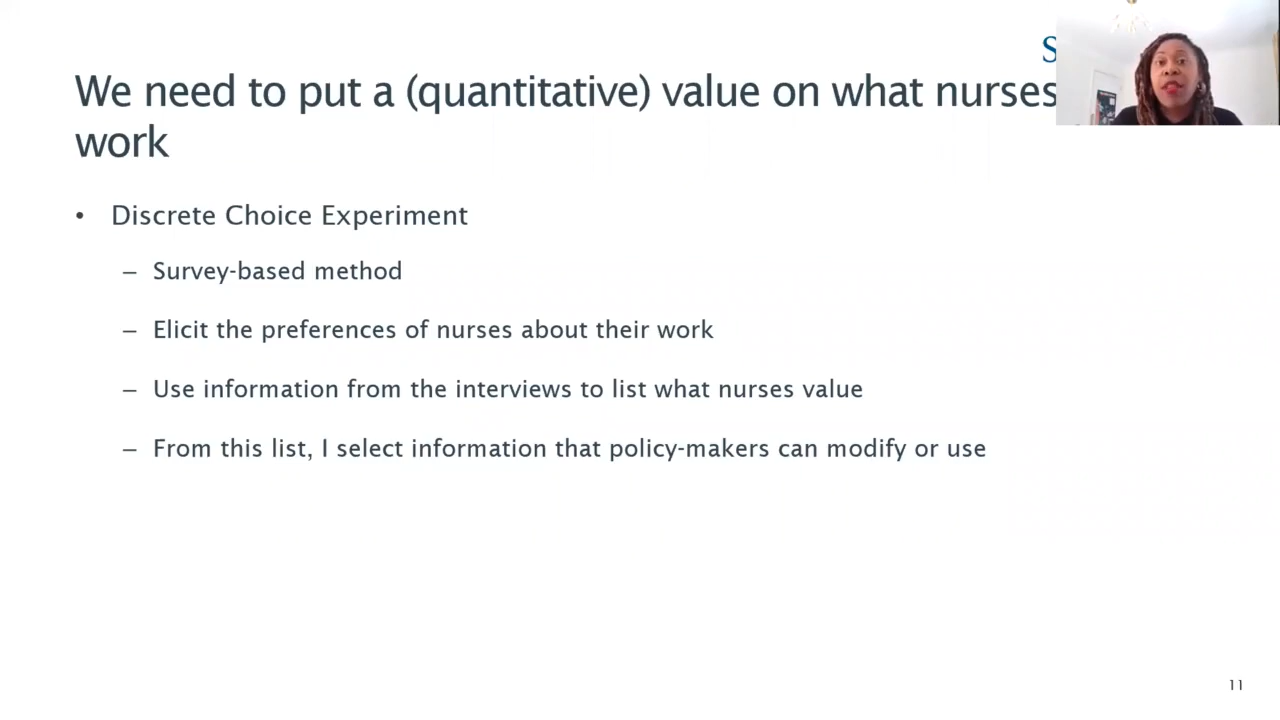 S
We need to put a (quantitative) value on what nurses
work
• Discrete Choice Experiment
– Survey-based method
– Elicit the preferences of nurses about their work
– Use information from the interviews to list what nurses value
– From this list, I select information that policy-makers can modify or use
11